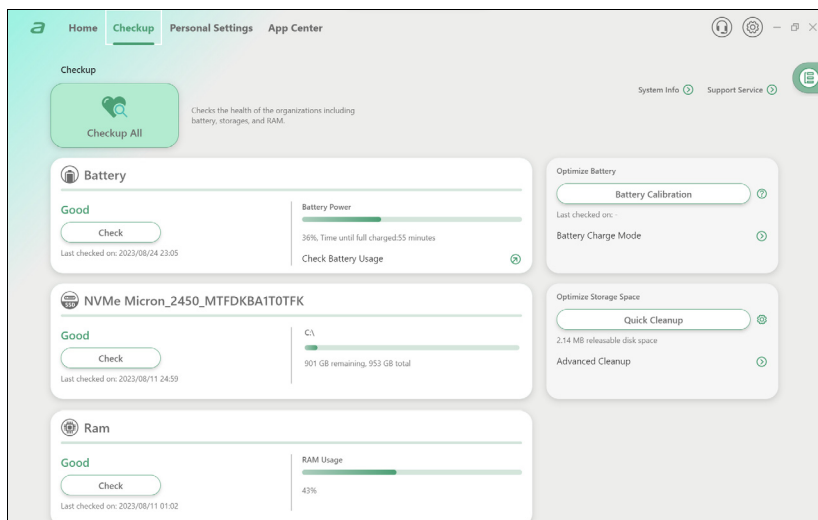 a
Home
Checkup
Personal Settings
App Center
Checkup
System Info
Support Service
Checkup All
Checks the health of the organizations including
battery, storages, and RAM.
Battery
Good
Check
Last checked on: 2023/08/24 23:05
Battery Power
36%, Time until full charged:55 minutes
Check Battery Usage
Optimize Battery
Battery Calibration
?
Last checked on: -
Battery Charge Mode
SSD
NVMe Micron_2450_MTFDKBA1T0TFK
Good
Check
Last checked on: 2023/08/11 24:59
C:\
901 GB remaining, 953 GB total
Optimize Storage Space
Quick Cleanup
2.14 MB releasable disk space
Advanced Cleanup
Ram
Good
Check
Last checked on: 2023/08/11 01:02
RAM Usage
43%